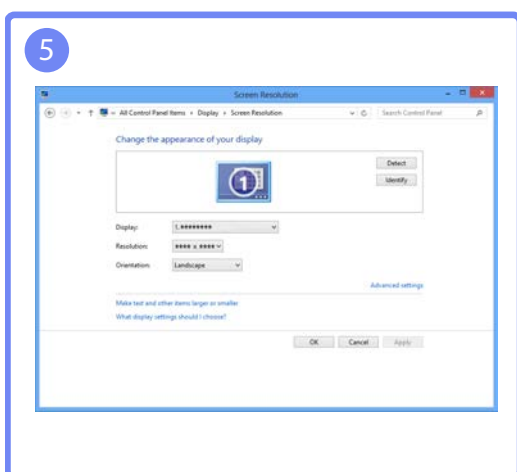 5
Screen Resolution
All Control Panel Items Display Screen Resolution Search Control Panel
Change the appearance of your display
1
Detect
Identify
Display: 1. ********
Resolution: **** x ****
Orientation: Landscape
Advanced settings
Make text and other items larger or smaller
What display settings should I choose?
OK Cancel Apply